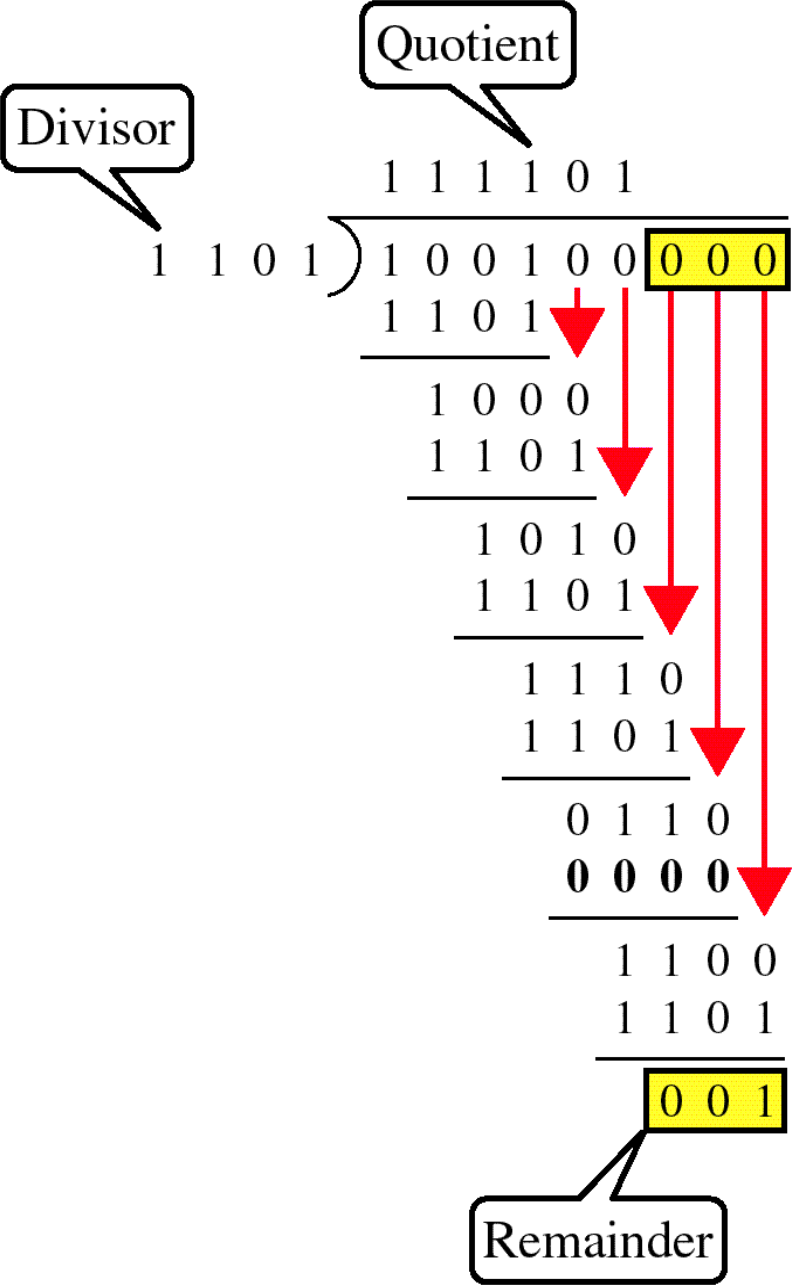 Quotient
Divisor
1 1 1 1 0 1
1 1 0 1 1 0 0 1 0 0 0 0 0
1 1 0 1
1 0 0 0
1 1 0 1
1 0 1 0
1 1 0 1
1 1 1 0
1 1 0 1
0 1 1 0
0 0 0 0
1 1 0 0
1 1 0 1
0 0 1
Remainder